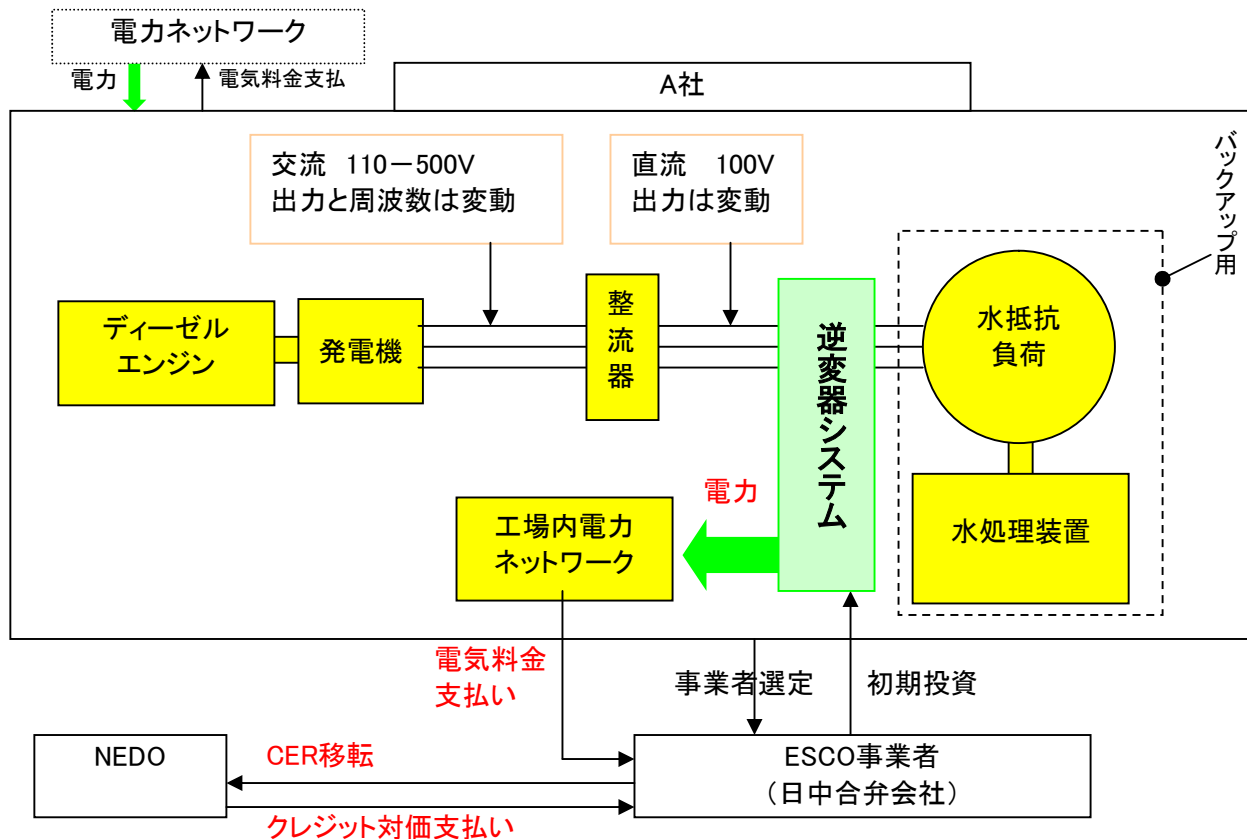 電力ネットワーク
電力
電気料金支払
A社
交流 110－500V
出力と周波数は変動
直流 100V
出力は変動
バックアップ用
ディーゼル
エンジン
発電機
整流器
逆変器システム
水抵抗
負荷
電力
工場内電力
ネットワーク
水処理装置
電気料金
支払い
事業者選定
初期投資
NEDO
CER移転
ESCO事業者
（日中合弁会社）
クレジット対価支払い